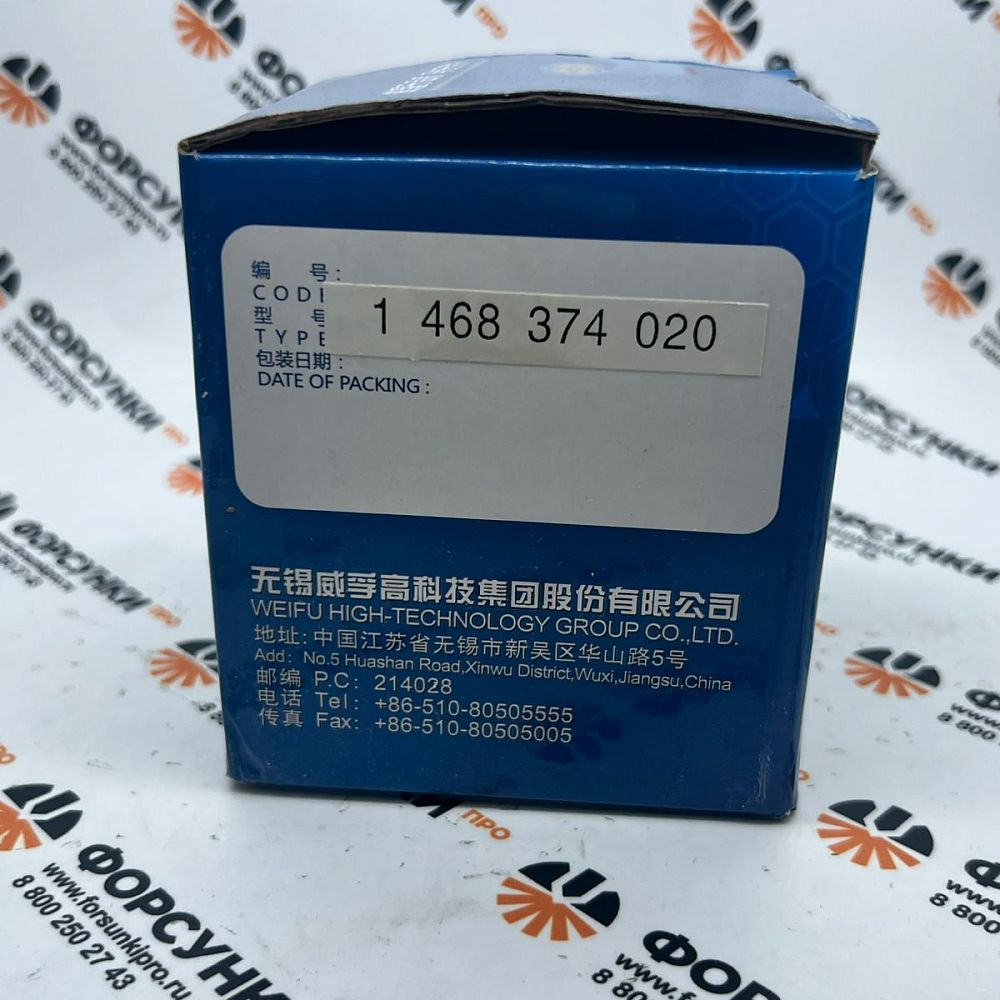 编 号:
CODE
型 号
TYPE
1 468 374 020
包装日期:
DATE OF PACKING:
无锡威孚高科技集团股份有限公司
WEIFU HIGH-TECHNOLOGY GROUP CO.,LTD.
地址:中国江苏省无锡市新吴区华山路5号
Add: No.5 Huashan Road,Xinwu District,Wuxi,Jiangsu,China
邮编 P.C: 214028
电话 Tel: +86-510-80505555
传真 Fax: +86-510-80505005
ФОРСУНКИ ПРО
www.forsunkipro.ru
8 800 250 27 43